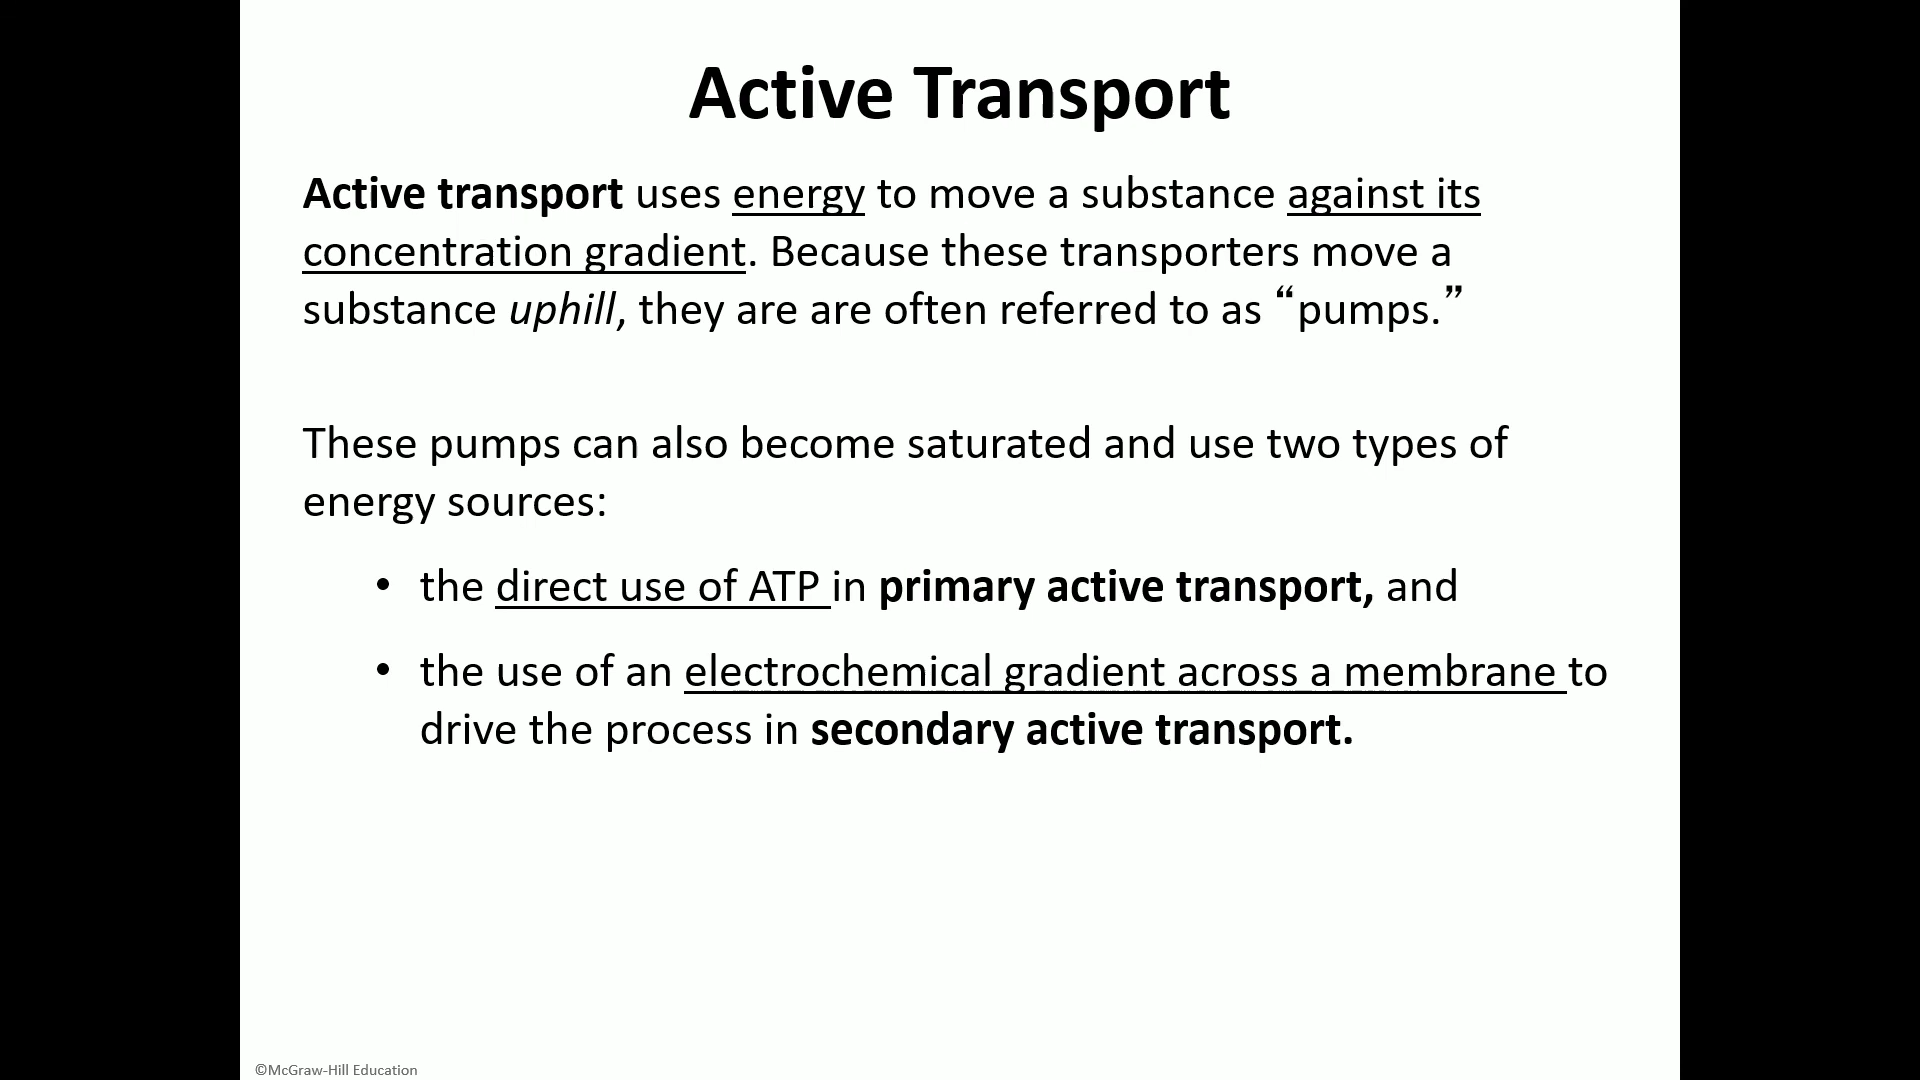 Active Transport
Active transport uses energy to move a substance against its
concentration gradient. Because these transporters move a
substance uphill, they are are often referred to as “pumps.”
These pumps can also become saturated and use two types of
energy sources:
• the direct use of ATP in primary active transport, and
• the use of an electrochemical gradient across a membrane to
drive the process in secondary active transport.
©McGraw-Hill Education